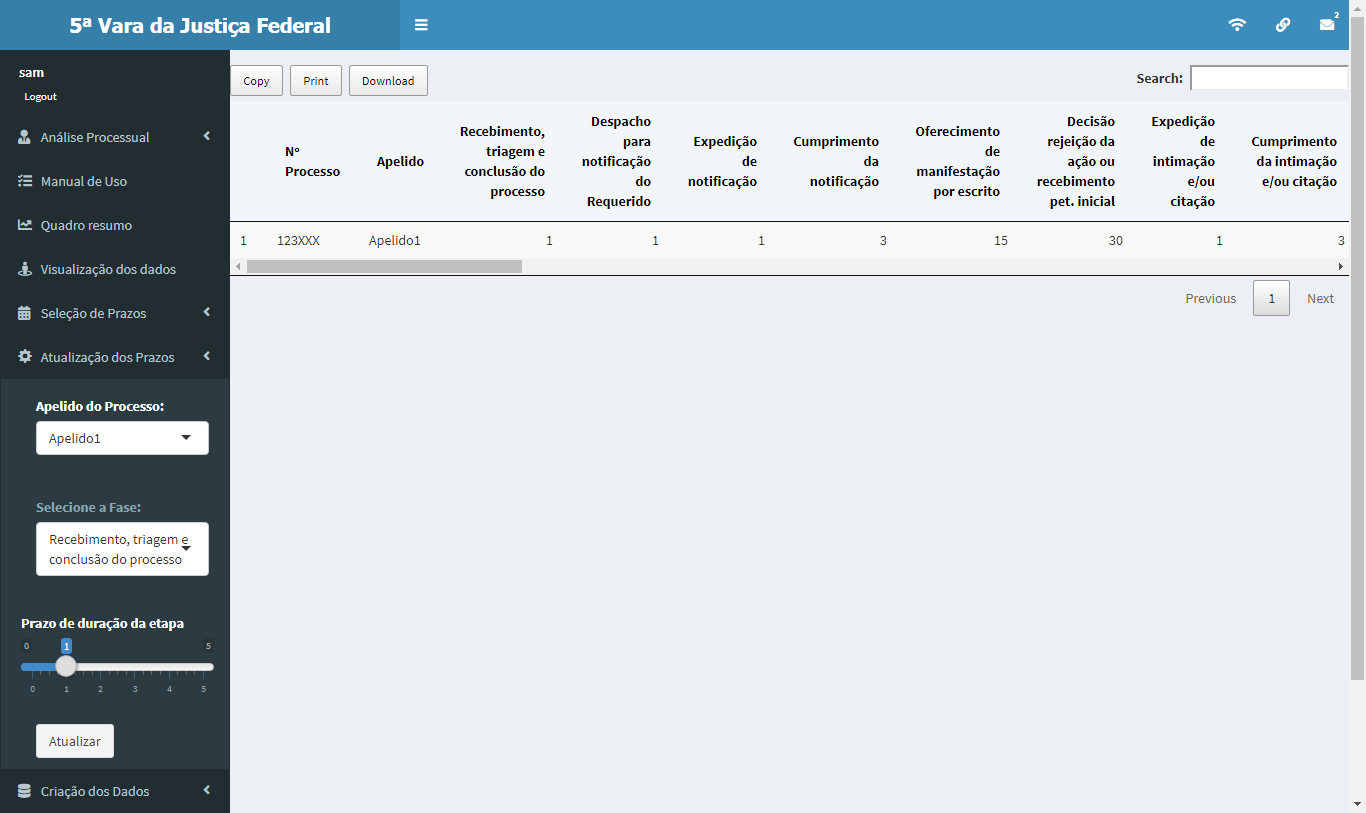 5ª Vara da Justiça Federal
2
sam
Logout
Análise Processual
Manual de Uso
Quadro resumo
Visualização dos dados
Seleção de Prazos
Atualização dos Prazos
Apelido do Processo:
Apelido1
Selecione a Fase:
Recebimento, triagem e
conclusão do processo
Prazo de duração da etapa
0 1 5
0 1 2 3 4 5
Atualizar
Criação dos Dados
Copy Print Download
Search:
Nº
Processo
Apelido
Recebimento,
triagem e
conclusão do
processo
Despacho
para
notificação
do
Requerido
Expedição
de
notificação
Cumprimento
da
notificação
Oferecimento
de
manifestação
por escrito
Decisão
rejeição da
ação ou
recebimento
pet. inicial
Expedição
de
intimação
e/ou
citação
Cumprimento
da intimação
e/ou citação
1 123XXX Apelido1 1 1 1 3 15 30 1 3
Previous 1 Next